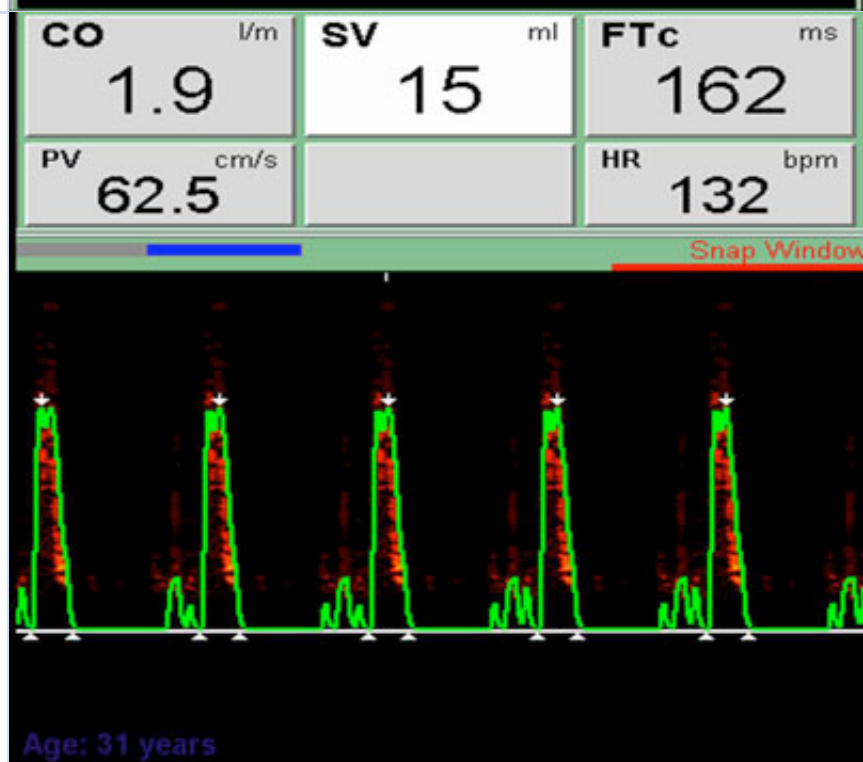 CO l/m SV ml FTc ms
1.9 15 162
PV cm/s HR bpm
62.5 132
Snap Window
Age: 31 years